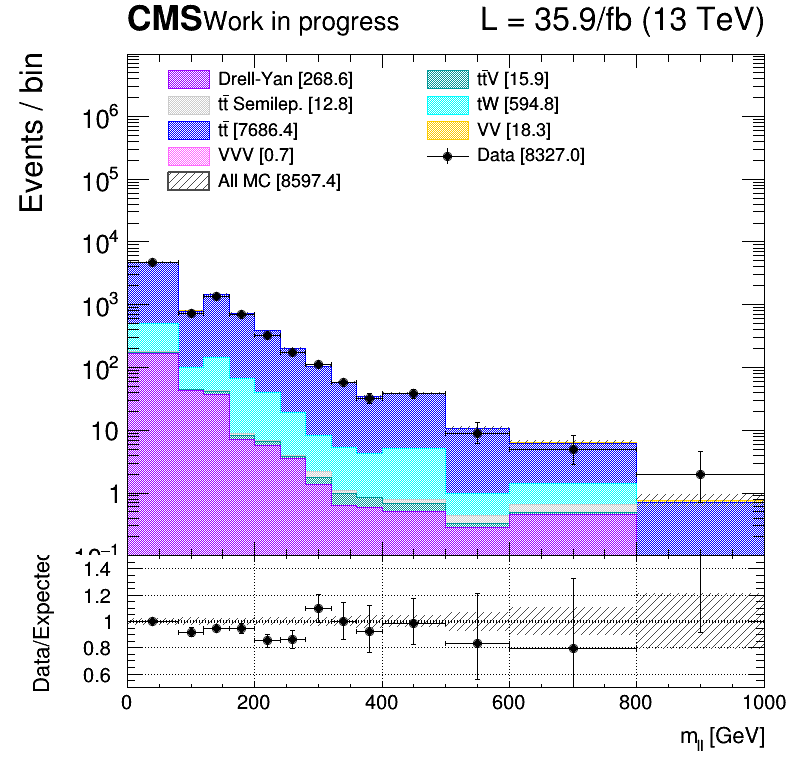 CMS Work in progress L = 35.9/fb (13 TeV)
Events / bin
Drell-Yan [268.6]
tt̄ Semilep. [12.8]
tt̄ [7686.4]
VVV [0.7]
All MC [8597.4]
tt̄V [15.9]
tW [594.8]
VV [18.3]
Data [8327.0]
10⁶
10⁵
10⁴
10³
10²
10
1
10⁻¹
Data/Expected
1.4
1.2
1
0.8
0.6
0 200 400 600 800 1000
m_ll [GeV]